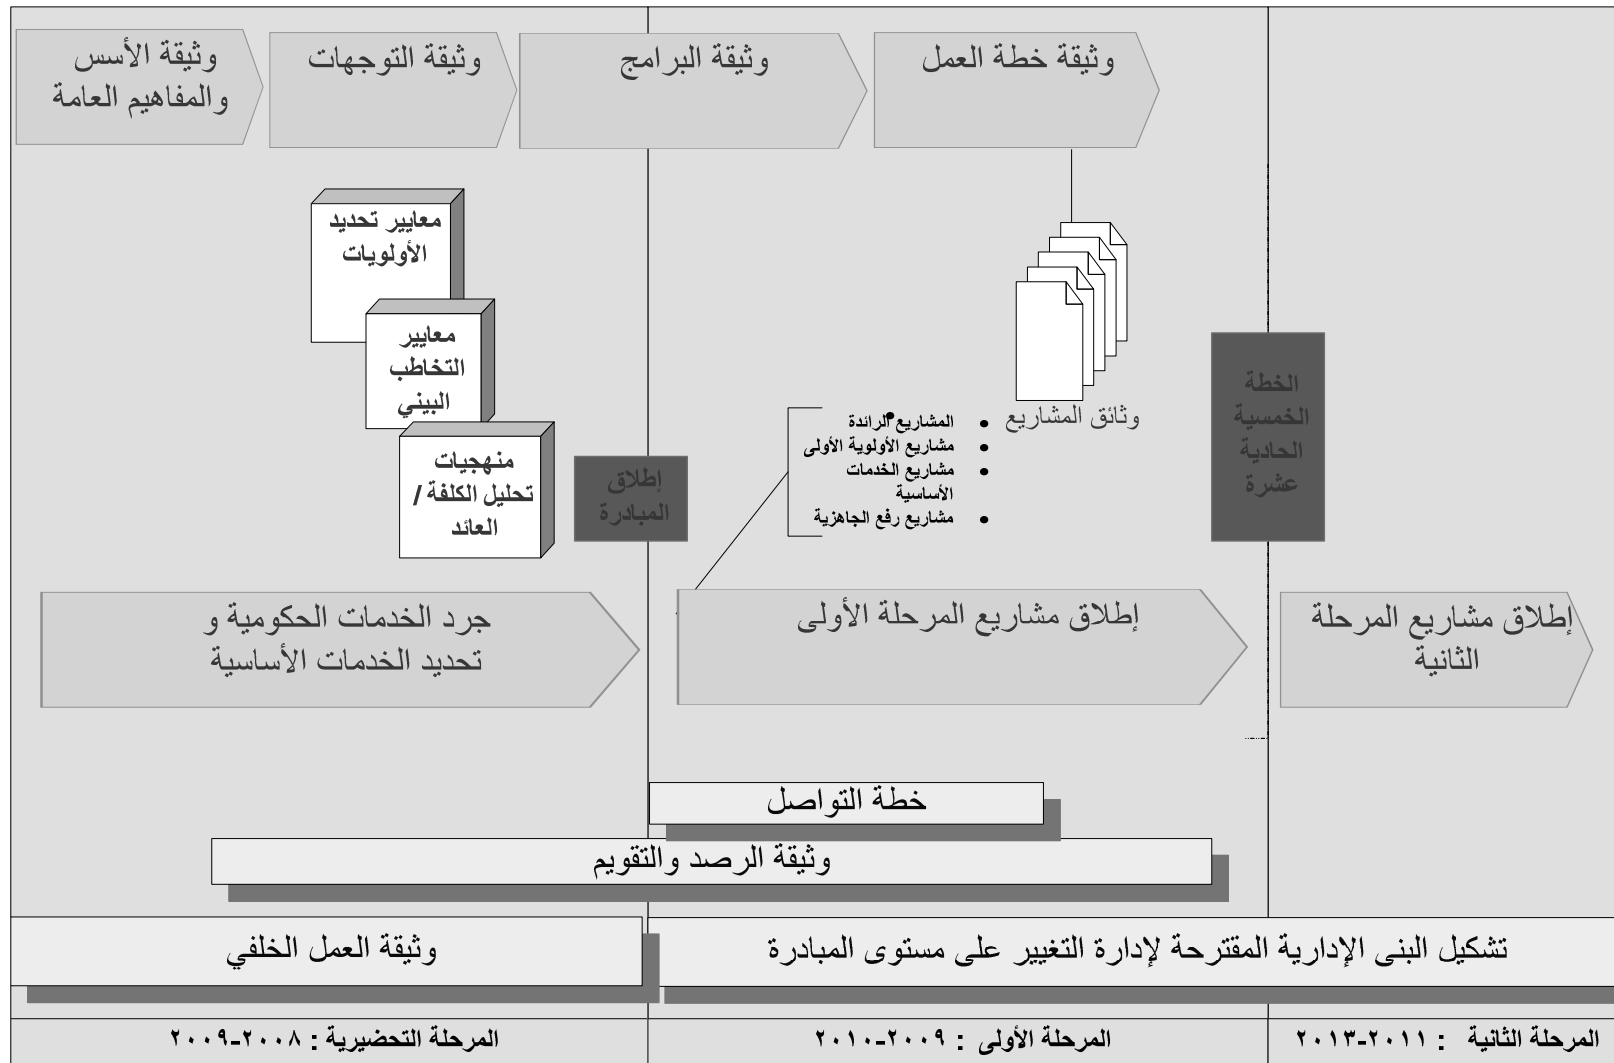 وثيقة الأسس
والمفاهيم العامة
وثيقة التوجهات
وثيقة البرامج
وثيقة خطة العمل
معايير تحديد
الأولويات
معايير
التخاطب
البيني
منهجيات
تحليل الكلفة /
العائد
إطلاق
المبادرة
• المشاريع الرائدة
• مشاريع الأولوية الأولى
• مشاريع الخدمات
الأساسية
• مشاريع رفع الجاهزية
وثائق المشاريع
الخطة
الخمسية
الحادية
عشرة
جرد الخدمات الحكومية و
تحديد الخدمات الأساسية
إطلاق مشاريع المرحلة الأولى
إطلاق مشاريع المرحلة
الثانية
خطة التواصل
وثيقة الرصد والتقويم
وثيقة العمل الخلفي
تشكيل البنى الإدارية المقترحة لإدارة التغيير على مستوى المبادرة
المرحلة التحضيرية : ٢٠٠٨-٢٠٠٩
المرحلة الأولى : ٢٠٠٩-٢٠١٠
المرحلة الثانية : ٢٠١١-٢٠١٣